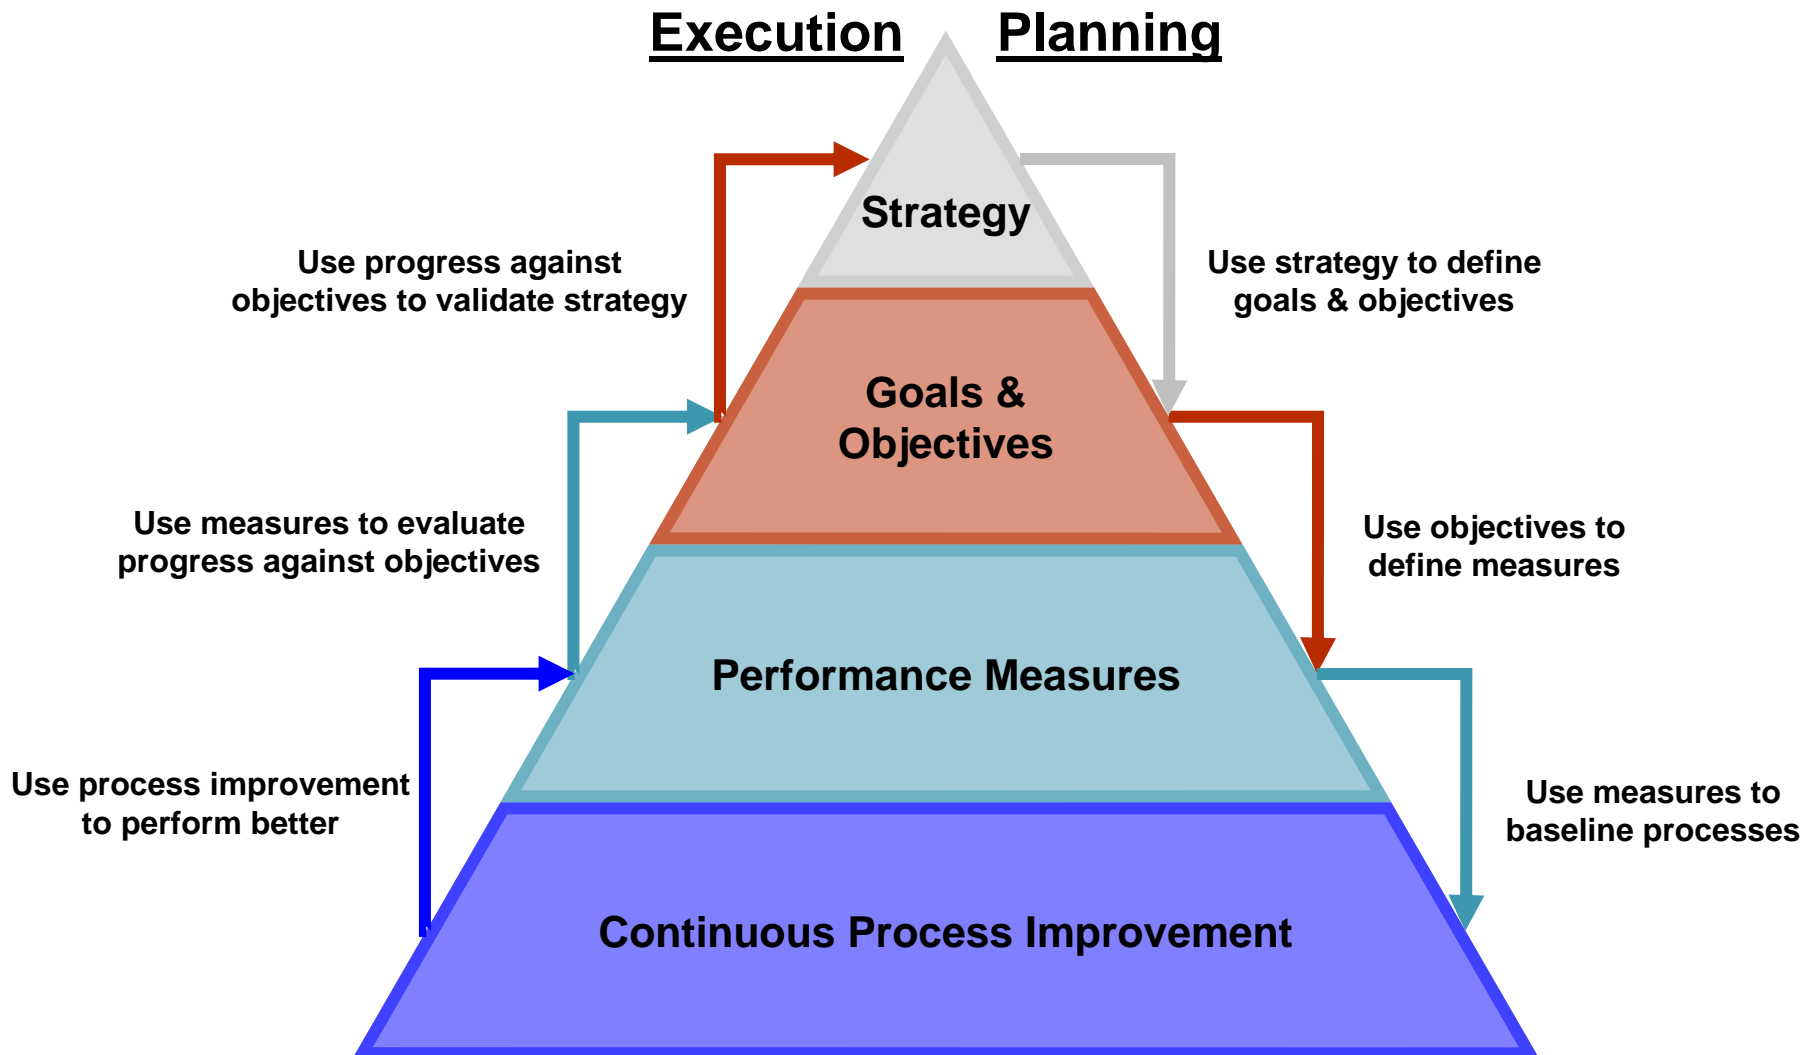 Execution
Planning
Strategy
Use progress against
objectives to validate strategy
Use strategy to define
goals & objectives
Goals &
Objectives
Use measures to evaluate
progress against objectives
Use objectives to
define measures
Performance Measures
Use process improvement
to perform better
Use measures to
baseline processes
Continuous Process Improvement